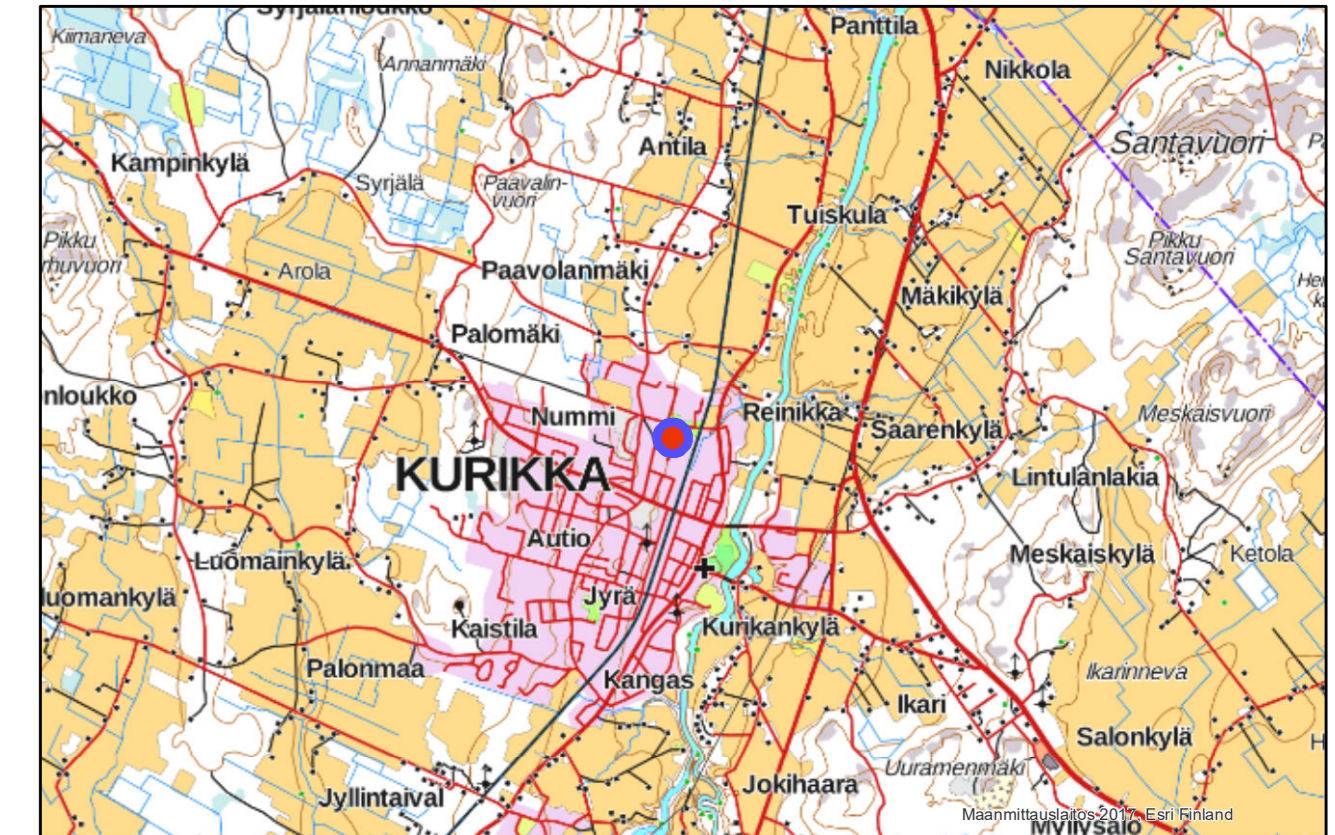 Syrjälänloukko
Panttila
Kiimaneva
Annanmäki
Nikkola
Santavuori
Antila
Kampinkylä
Syrjälä
Paavalin-
vuori
Tuiskula
Pikku
rhuvuori
Pikku
Santavuori
Arola
Paavolanmäki
Mäkikylä
Palomäki
nloukko
Nummi
Reinikka
Saarenkylä
Meskaisvuori
KURIKKA
Lintulanlakia
Autio
Meskaiskylä
Ketola
Luomainkylä
luomankylä
Jyrä
Kaistila
Kurikankylä
Palonmaa
Kangas
Ikarinneva
Ikari
Salonkylä
Uuramenmäki
Jokihaara
Jyllintaival
Maanmittauslaitos 2017, Esri Finland
Myllysalo